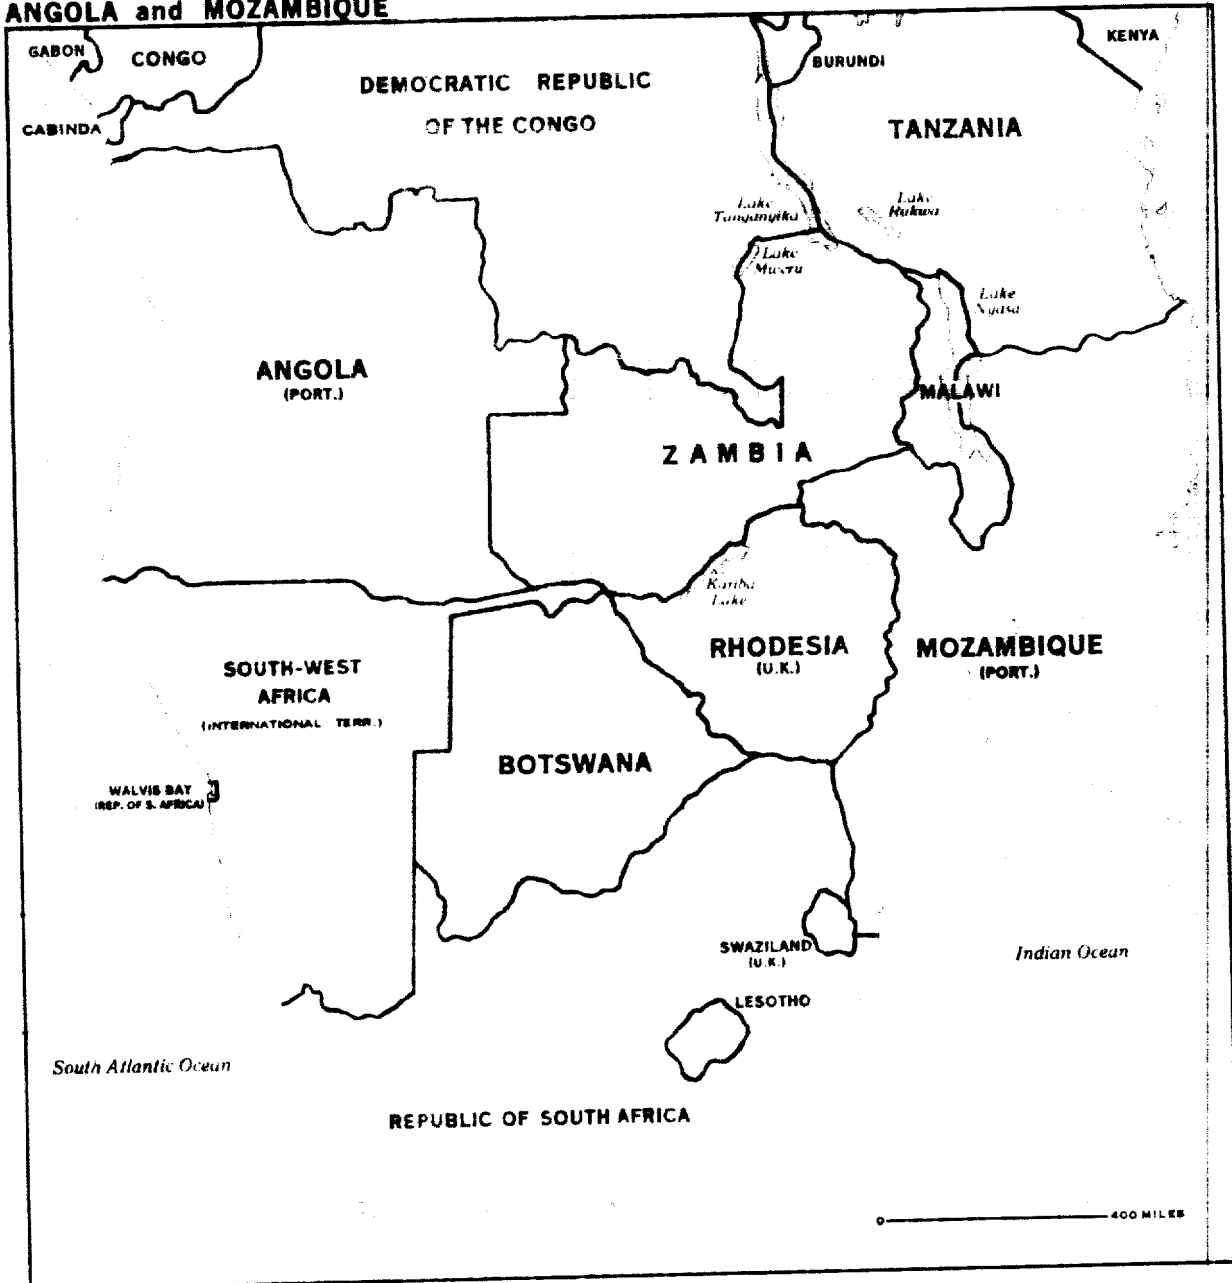 ANGOLA and MOZAMBIQUE
GABON
CONGO
KENYA
BURUNDI
DEMOCRATIC REPUBLIC
OF THE CONGO
CABINDA
TANZANIA
Lake
Tanganyika
Lake
Rukwa
Lake
Mweru
Lake
Nyasa
ANGOLA
(PORT.)
MALAWI
ZAMBIA
Kariba
Lake
RHODESIA
(U.K.)
MOZAMBIQUE
(PORT.)
SOUTH-WEST
AFRICA
(INTERNATIONAL TERR.)
BOTSWANA
WALVIS BAY
(REP. OF S. AFRICA)
SWAZILAND
(U.K.)
Indian Ocean
LESOTHO
South Atlantic Ocean
REPUBLIC OF SOUTH AFRICA
0 400 MILES